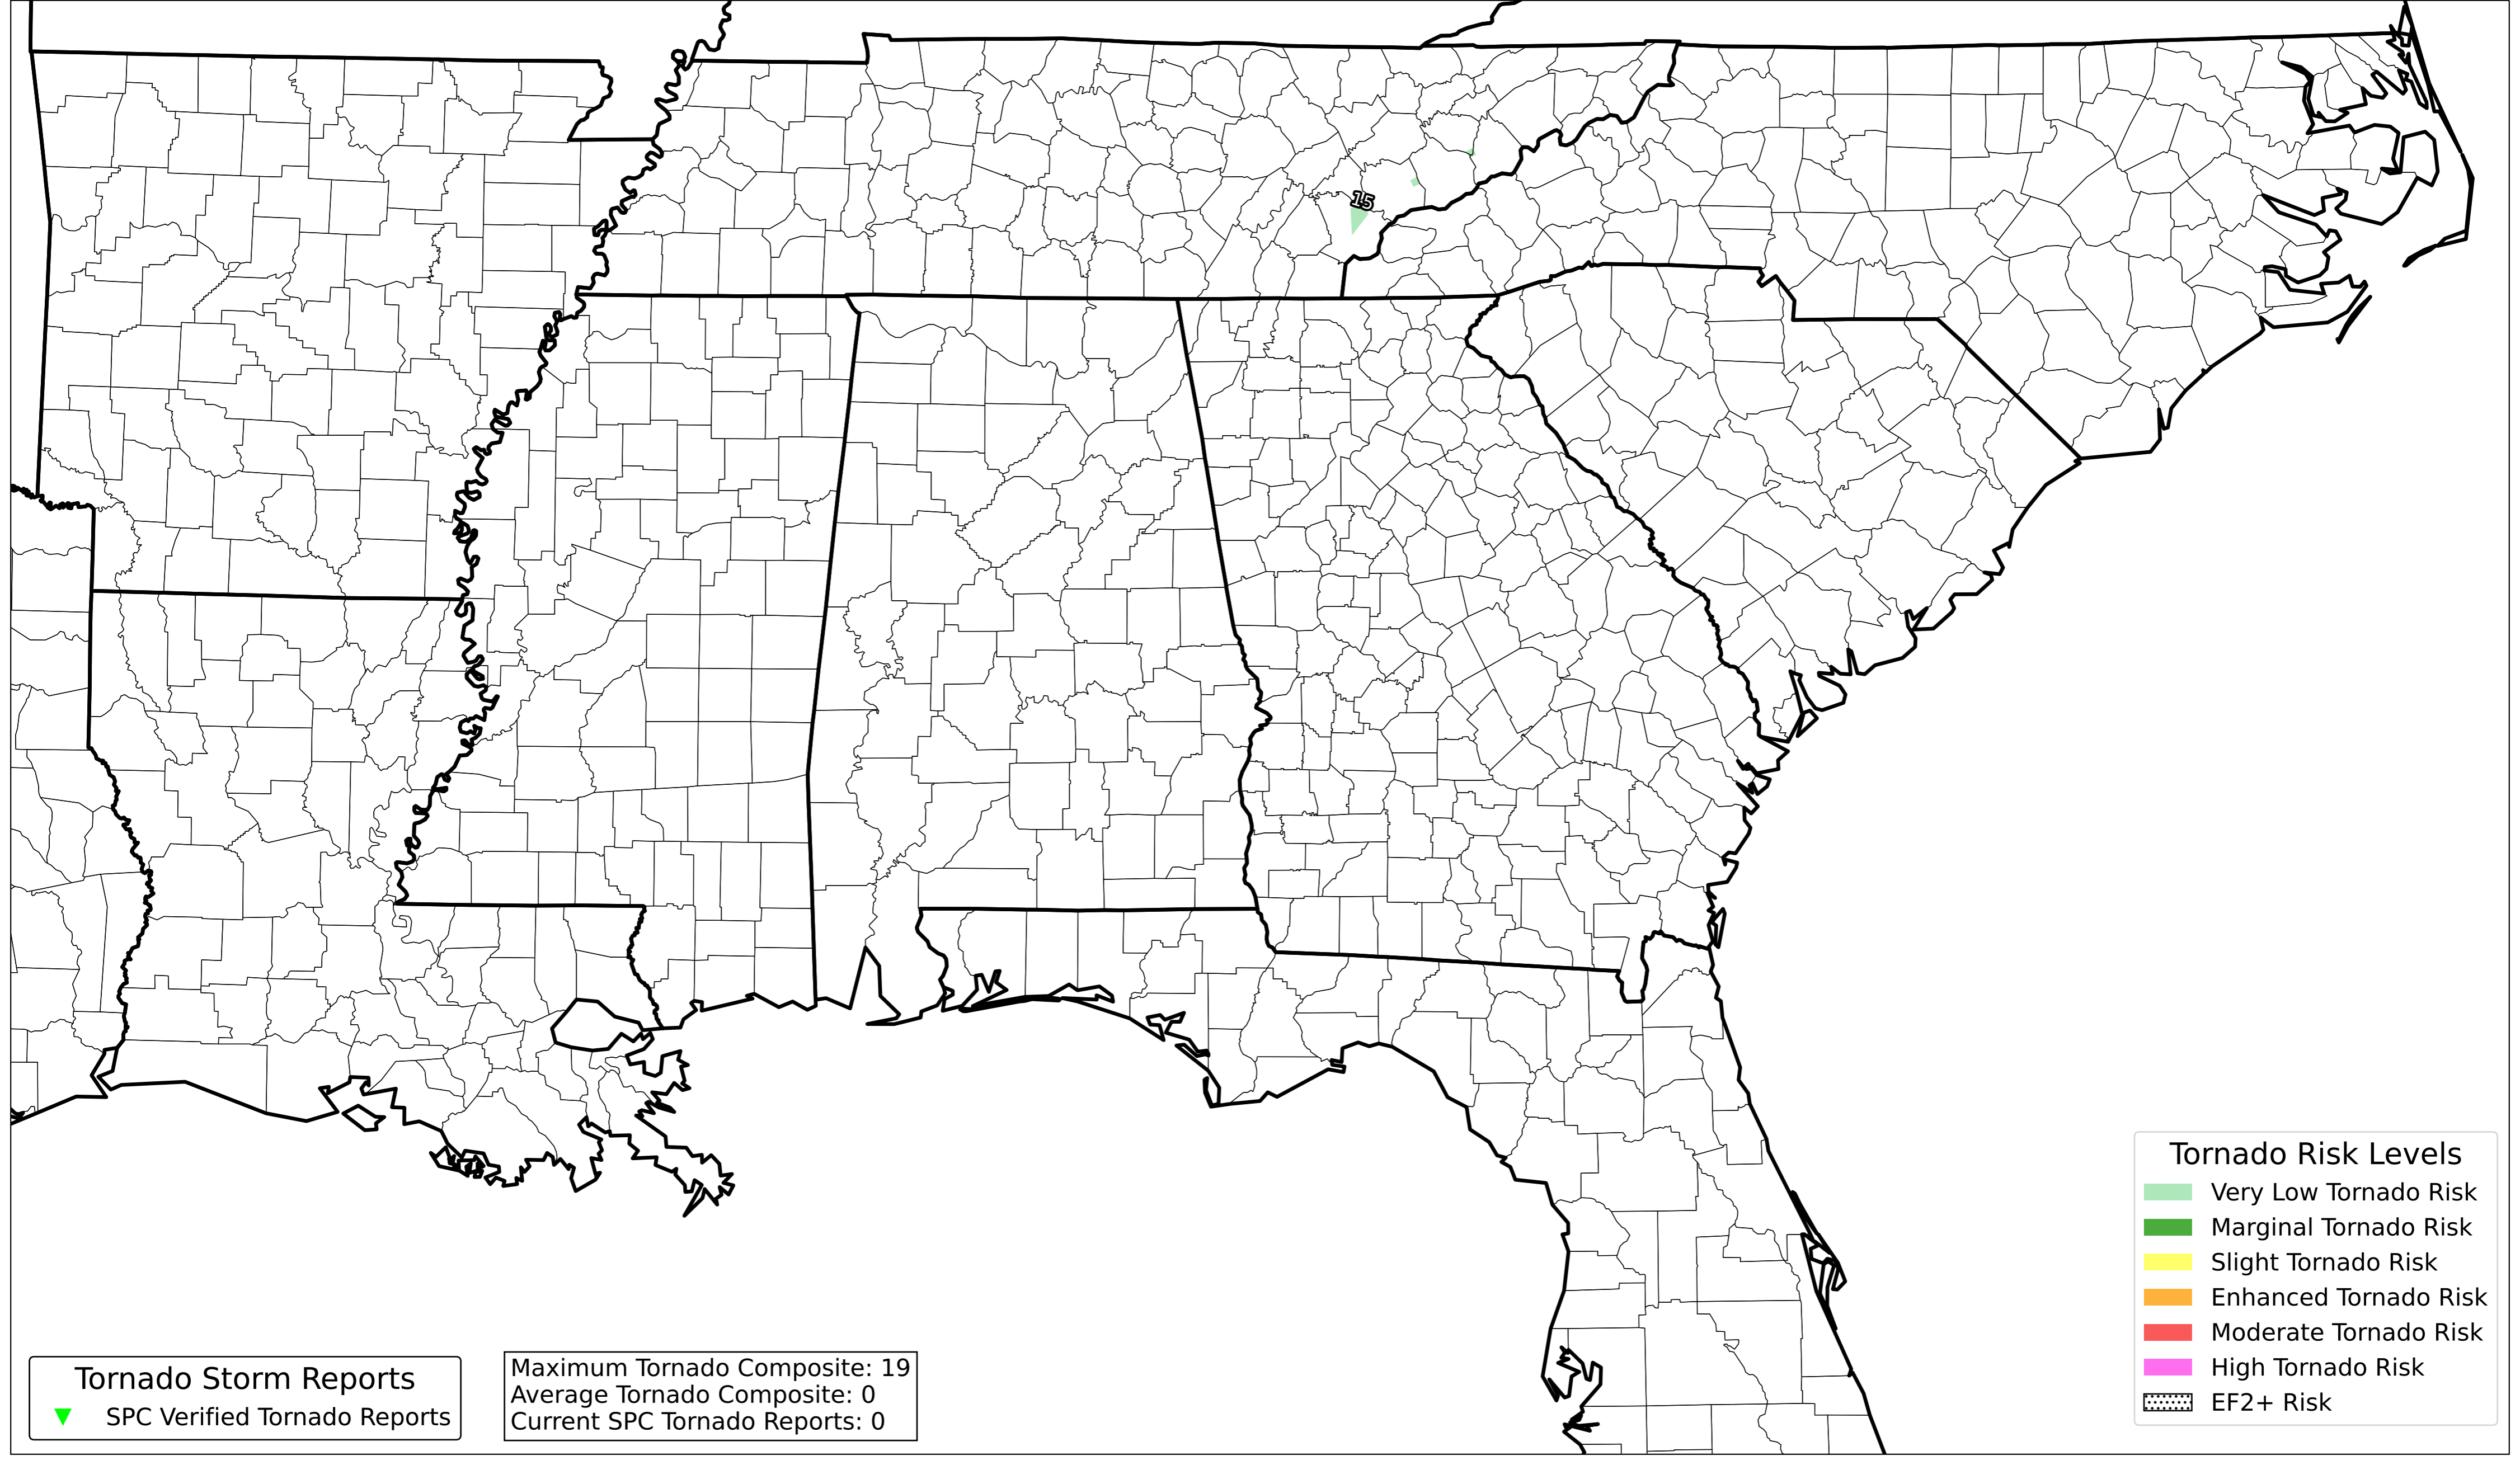 15
Tornado Risk Levels
Very Low Tornado Risk
Marginal Tornado Risk
Slight Tornado Risk
Enhanced Tornado Risk
Moderate Tornado Risk
High Tornado Risk
EF2+ Risk
Tornado Storm Reports
SPC Verified Tornado Reports
Maximum Tornado Composite: 19
Average Tornado Composite: 0
Current SPC Tornado Reports: 0